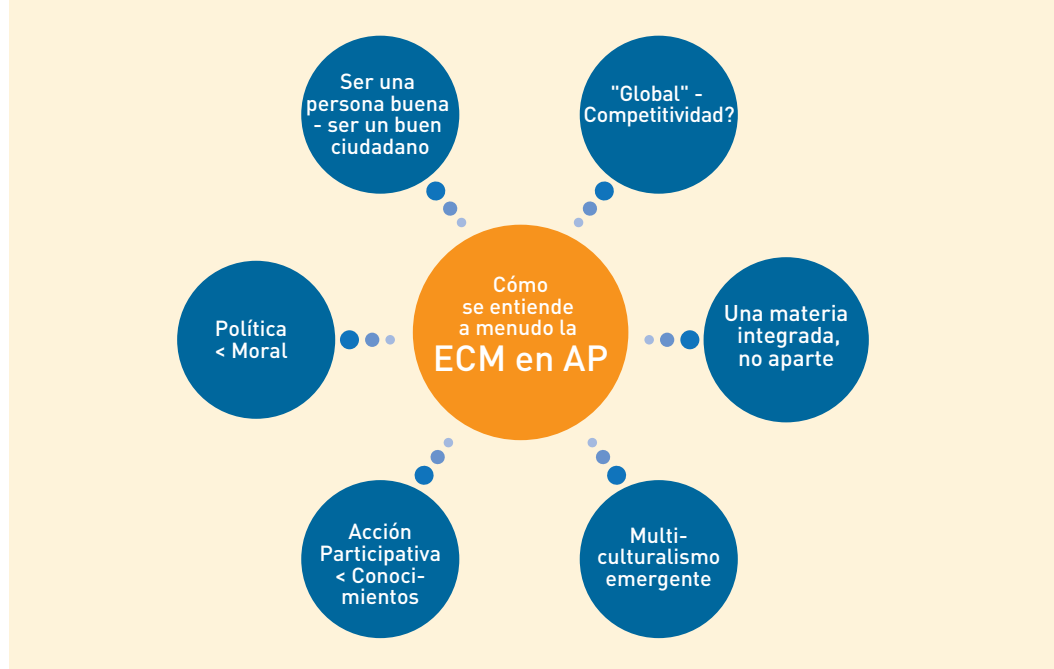 Ser una
persona buena
- ser un buen
ciudadano
"Global" -
Competitividad?
Cómo
se entiende
a menudo la
ECM en AP
Política
< Moral
Una materia
integrada,
no aparte
Acción
Participativa
< Conoci-
mientos
Multi-
culturalismo
emergente